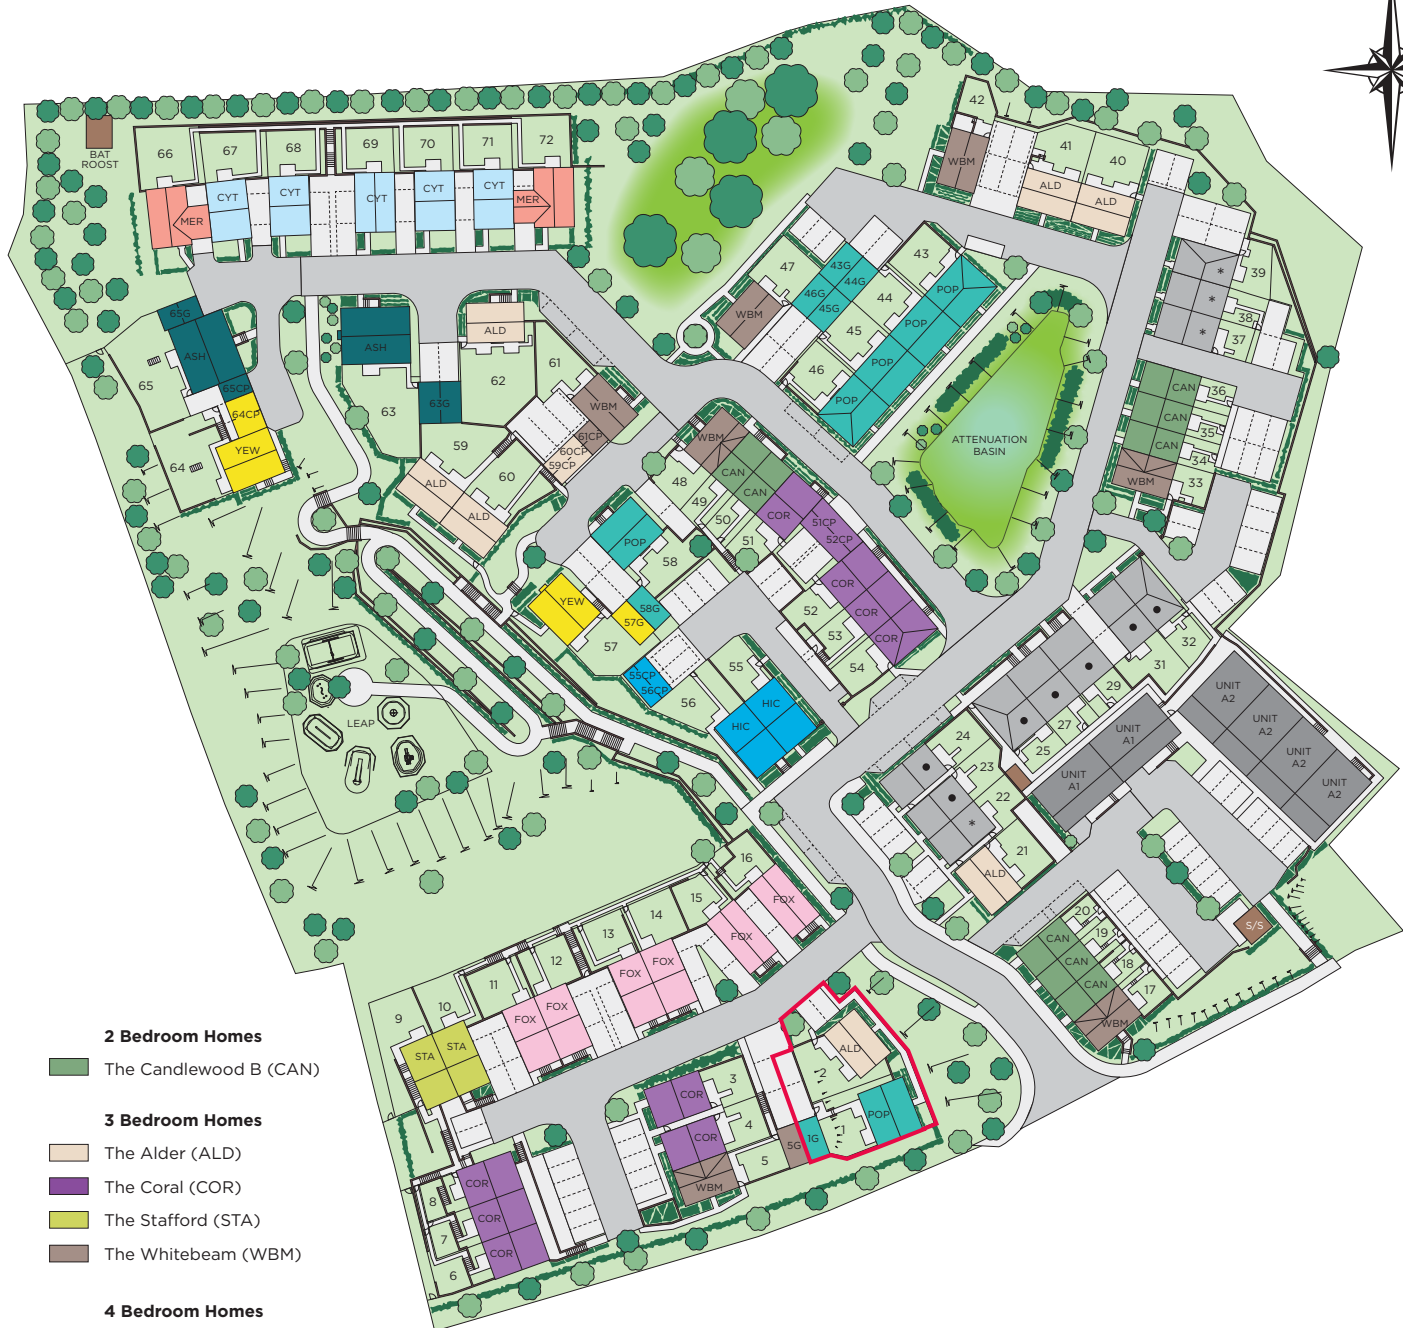 42
41
40
WBM
ALD
ALD
BAT
ROOST
66
67
68
69
70
71
72
MER
CYT
CYT
CYT
CYT
CYT
MER
39
*
*
*
38
37
43
47
43G
44G
46G
45G
44
45
46
WBM
POP
POP
POP
POP
65G
ASH
65CP
64CP
YEW
65
64
ASH
ALD
63
63G
62
61
WBM
61CP
60CP
59CP
59
60
ALD
ALD
CAN
CAN
CAN
WBM
36
35
34
33
ATTENUATION
BASIN
WBM
CAN
CAN
COR
51CP
52CP
COR
COR
COR
48
49
50
51
52
53
54
POP
58
YEW
58G
57G
57
55CP
56CP
55
56
HIC
HIC
LEAP
32
31
29
27
25
24
23
22
21
*
ALD
UNIT
A1
UNIT
A1
UNIT
A2
UNIT
A2
UNIT
A2
UNIT
A2
S/S
20
19
18
17
CAN
CAN
CAN
WBM
16
15
14
13
12
11
10
9
FOX
FOX
FOX
FOX
FOX
FOX
STA
STA
ALD
2
POP
1
1G
5G
3
4
5
COR
COR
WBM
8
7
6
COR
COR
COR
2 Bedroom Homes
The Candlewood B (CAN)
3 Bedroom Homes
The Alder (ALD)
The Coral (COR)
The Stafford (STA)
The Whitebeam (WBM)
4 Bedroom Homes